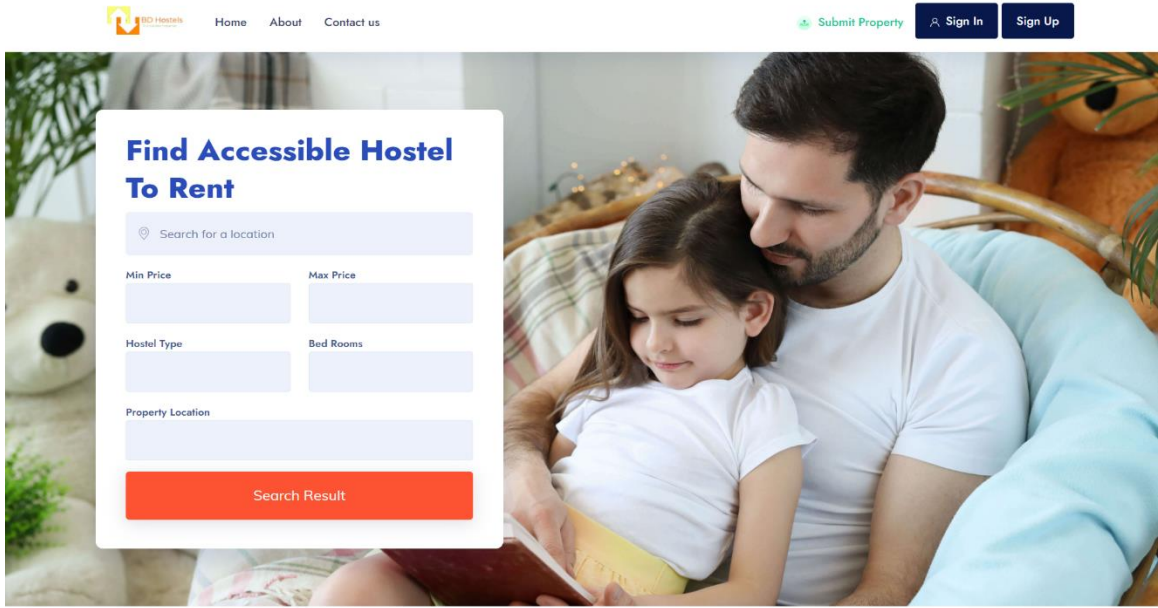 BD Hostels
Home About Contact us
Submit Property
Sign In
Sign Up
Find Accessible Hostel
To Rent
Search for a location
Min Price Max Price
Hostel Type Bed Rooms
Property Location
Search Result